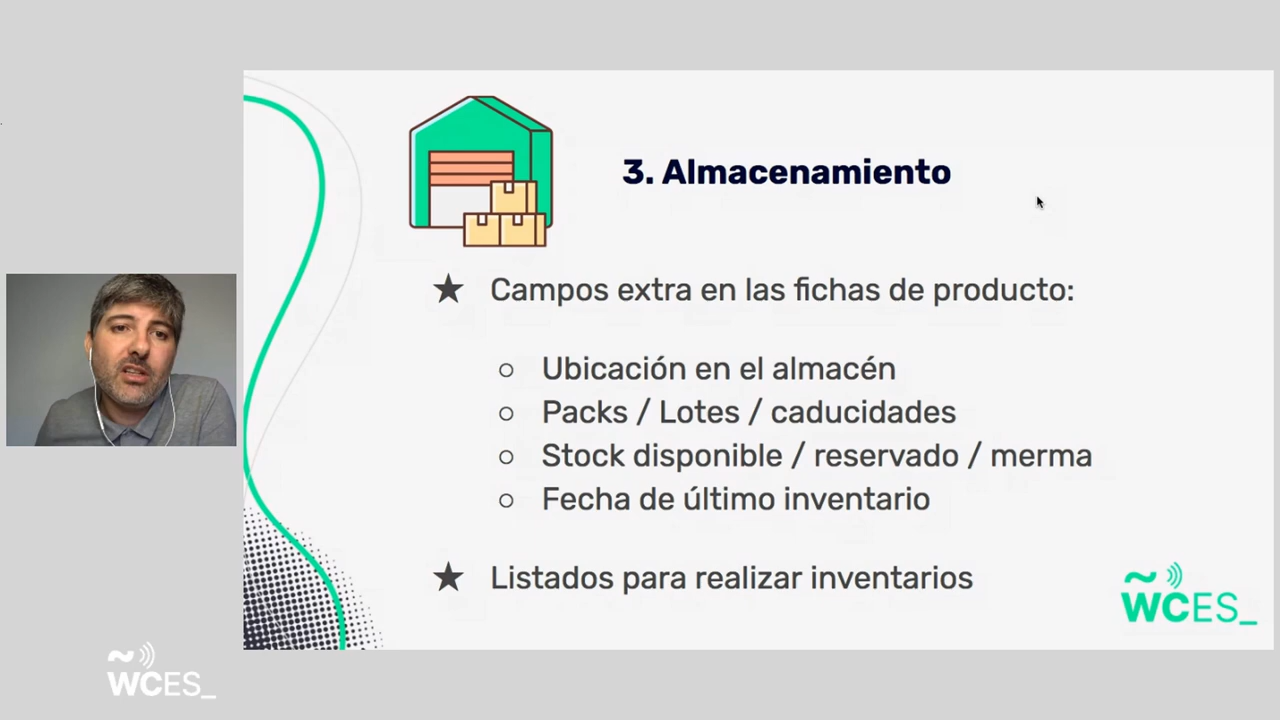 3. Almacenamiento
★ Campos extra en las fichas de producto:
○ Ubicación en el almacén
○ Packs / Lotes / caducidades
○ Stock disponible / reservado / merma
○ Fecha de último inventario
★ Listados para realizar inventarios
~ WCES_
~ WCES_